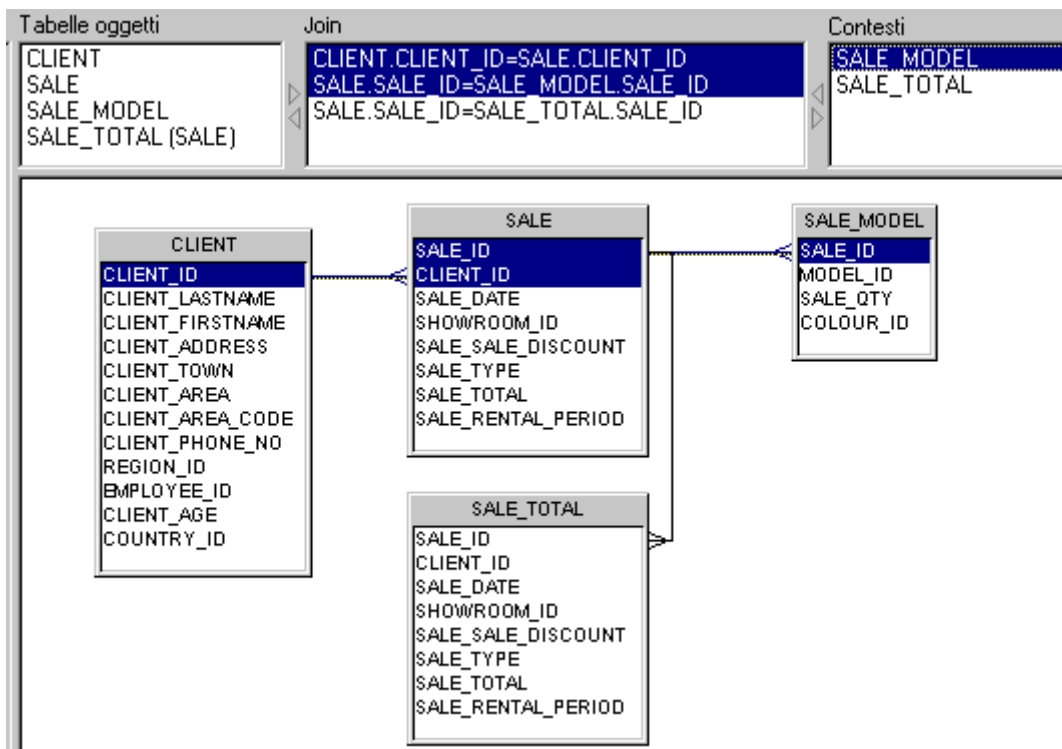 Tabelle oggetti
CLIENT
SALE
SALE_MODEL
SALE_TOTAL (SALE)
Join
CLIENT.CLIENT_ID=SALE.CLIENT_ID
SALE.SALE_ID=SALE_MODEL.SALE_ID
SALE.SALE_ID=SALE_TOTAL.SALE_ID
Contesti
SALE_MODEL
SALE_TOTAL
CLIENT
CLIENT_ID
CLIENT_LASTNAME
CLIENT_FIRSTNAME
CLIENT_ADDRESS
CLIENT_TOWN
CLIENT_AREA
CLIENT_AREA_CODE
CLIENT_PHONE_NO
REGION_ID
EMPLOYEE_ID
CLIENT_AGE
COUNTRY_ID
SALE
SALE_ID
CLIENT_ID
SALE_DATE
SHOWROOM_ID
SALE_SALE_DISCOUNT
SALE_TYPE
SALE_TOTAL
SALE_RENTAL_PERIOD
SALE_MODEL
SALE_ID
MODEL_ID
SALE_QTY
COLOUR_ID
SALE_TOTAL
SALE_ID
CLIENT_ID
SALE_DATE
SHOWROOM_ID
SALE_SALE_DISCOUNT
SALE_TYPE
SALE_TOTAL
SALE_RENTAL_PERIOD